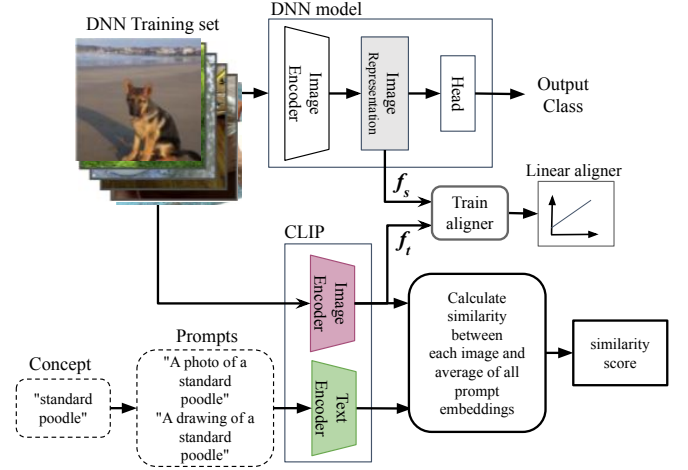 DNN Training set
DNN model
Image
Encoder
Image
Representation
Head
Output
Class
f_s
Linear aligner
Train
aligner
f_t
CLIP
Image
Encoder
Calculate
similarity
between
each image and
average of all
prompt
embeddings
similarity
score
Concept
"standard
poodle"
Prompts
"A photo of a
standard
poodle"
"A drawing of a
standard
poodle"
Text
Encoder